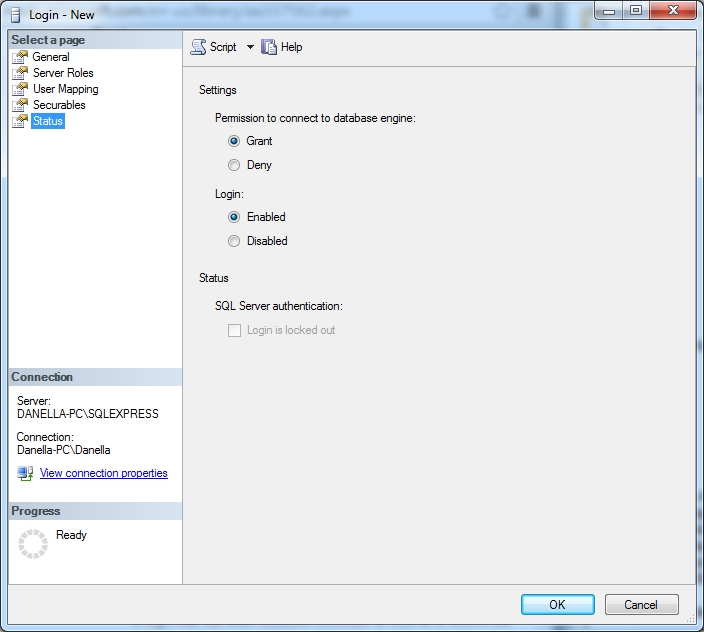 Login - New
Select a page
General
Server Roles
User Mapping
Securables
Status
Script
Help
Settings
Permission to connect to database engine:
Grant
Deny
Login:
Enabled
Disabled
Status
SQL Server authentication:
Login is locked out
Connection
Server:
DANELLA-PC\SQLEXPRESS
Connection:
Danella-PC\Danella
View connection properties
Progress
Ready
OK
Cancel